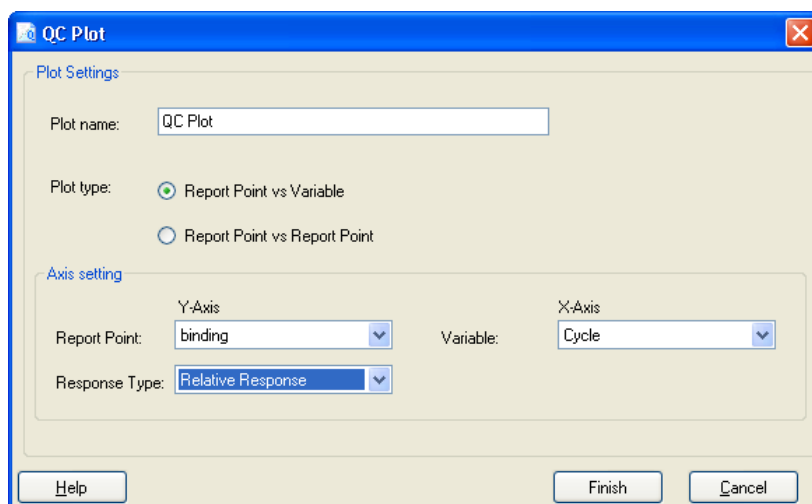 QC Plot
Plot Settings
Plot name: QC Plot
Plot type: Report Point vs Variable
Report Point vs Report Point
Axis setting
Y-Axis X-Axis
Report Point: binding Variable: Cycle
Response Type: Relative Response
Help Finish Cancel